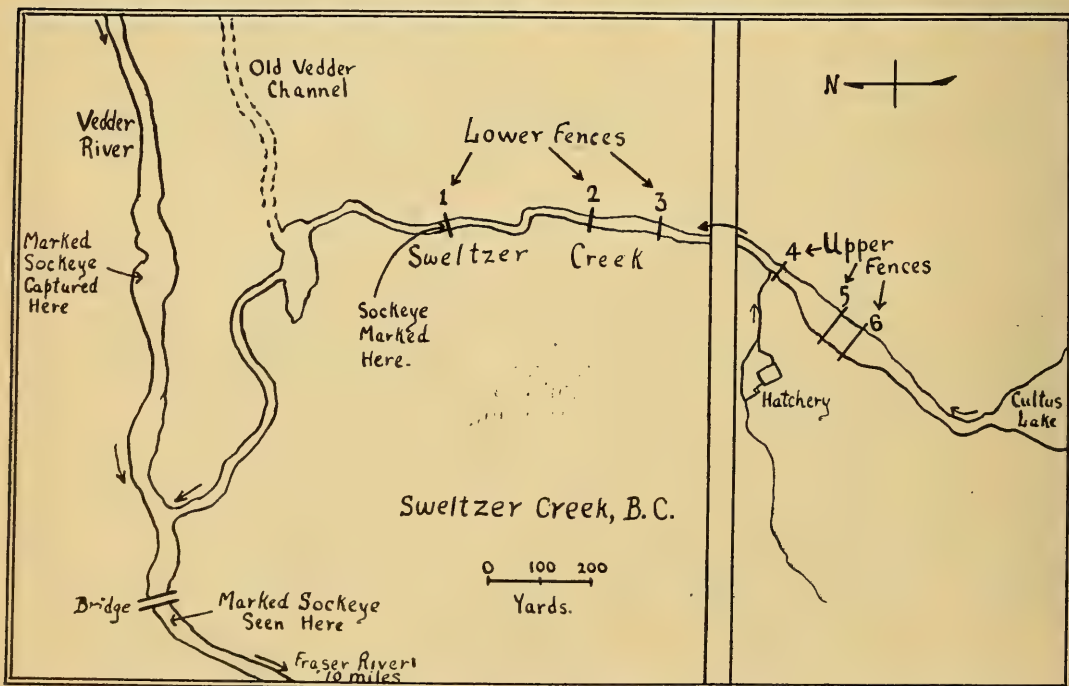 Old Vedder
Channel
N
Vedder
River
Lower Fences
1
2
3
Marked
Sockeye
Captured
Here
Sweltzer Creek
4 ← Upper
Fences
5
6
Sockeye
Marked
Here.
Hatchery
Cultus
Lake
Sweltzer Creek, B.C.
0 100 200
Yards.
Bridge
Marked Sockeye
Seen Here
Fraser River
10 miles